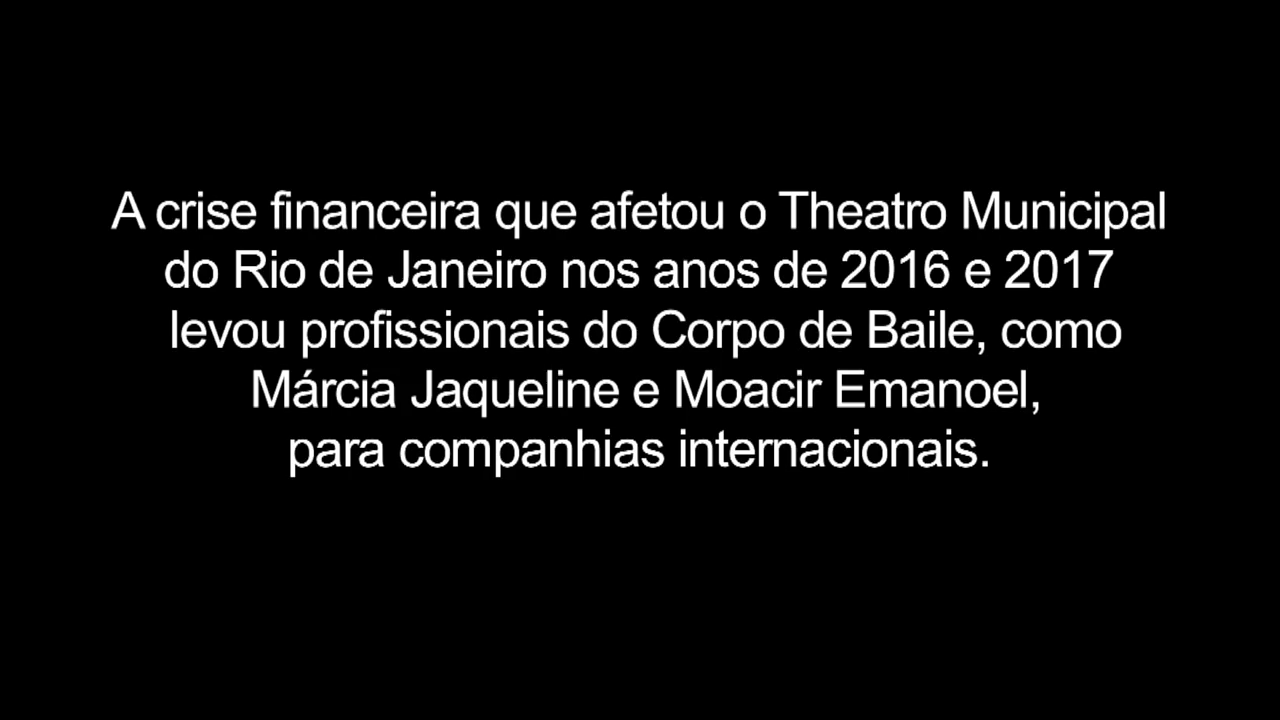 A crise financeira que afetou o Theatro Municipal
do Rio de Janeiro nos anos de 2016 e 2017
levou profissionais do Corpo de Baile, como
Márcia Jaqueline e Moacir Emanoel,
para companhias internacionais.